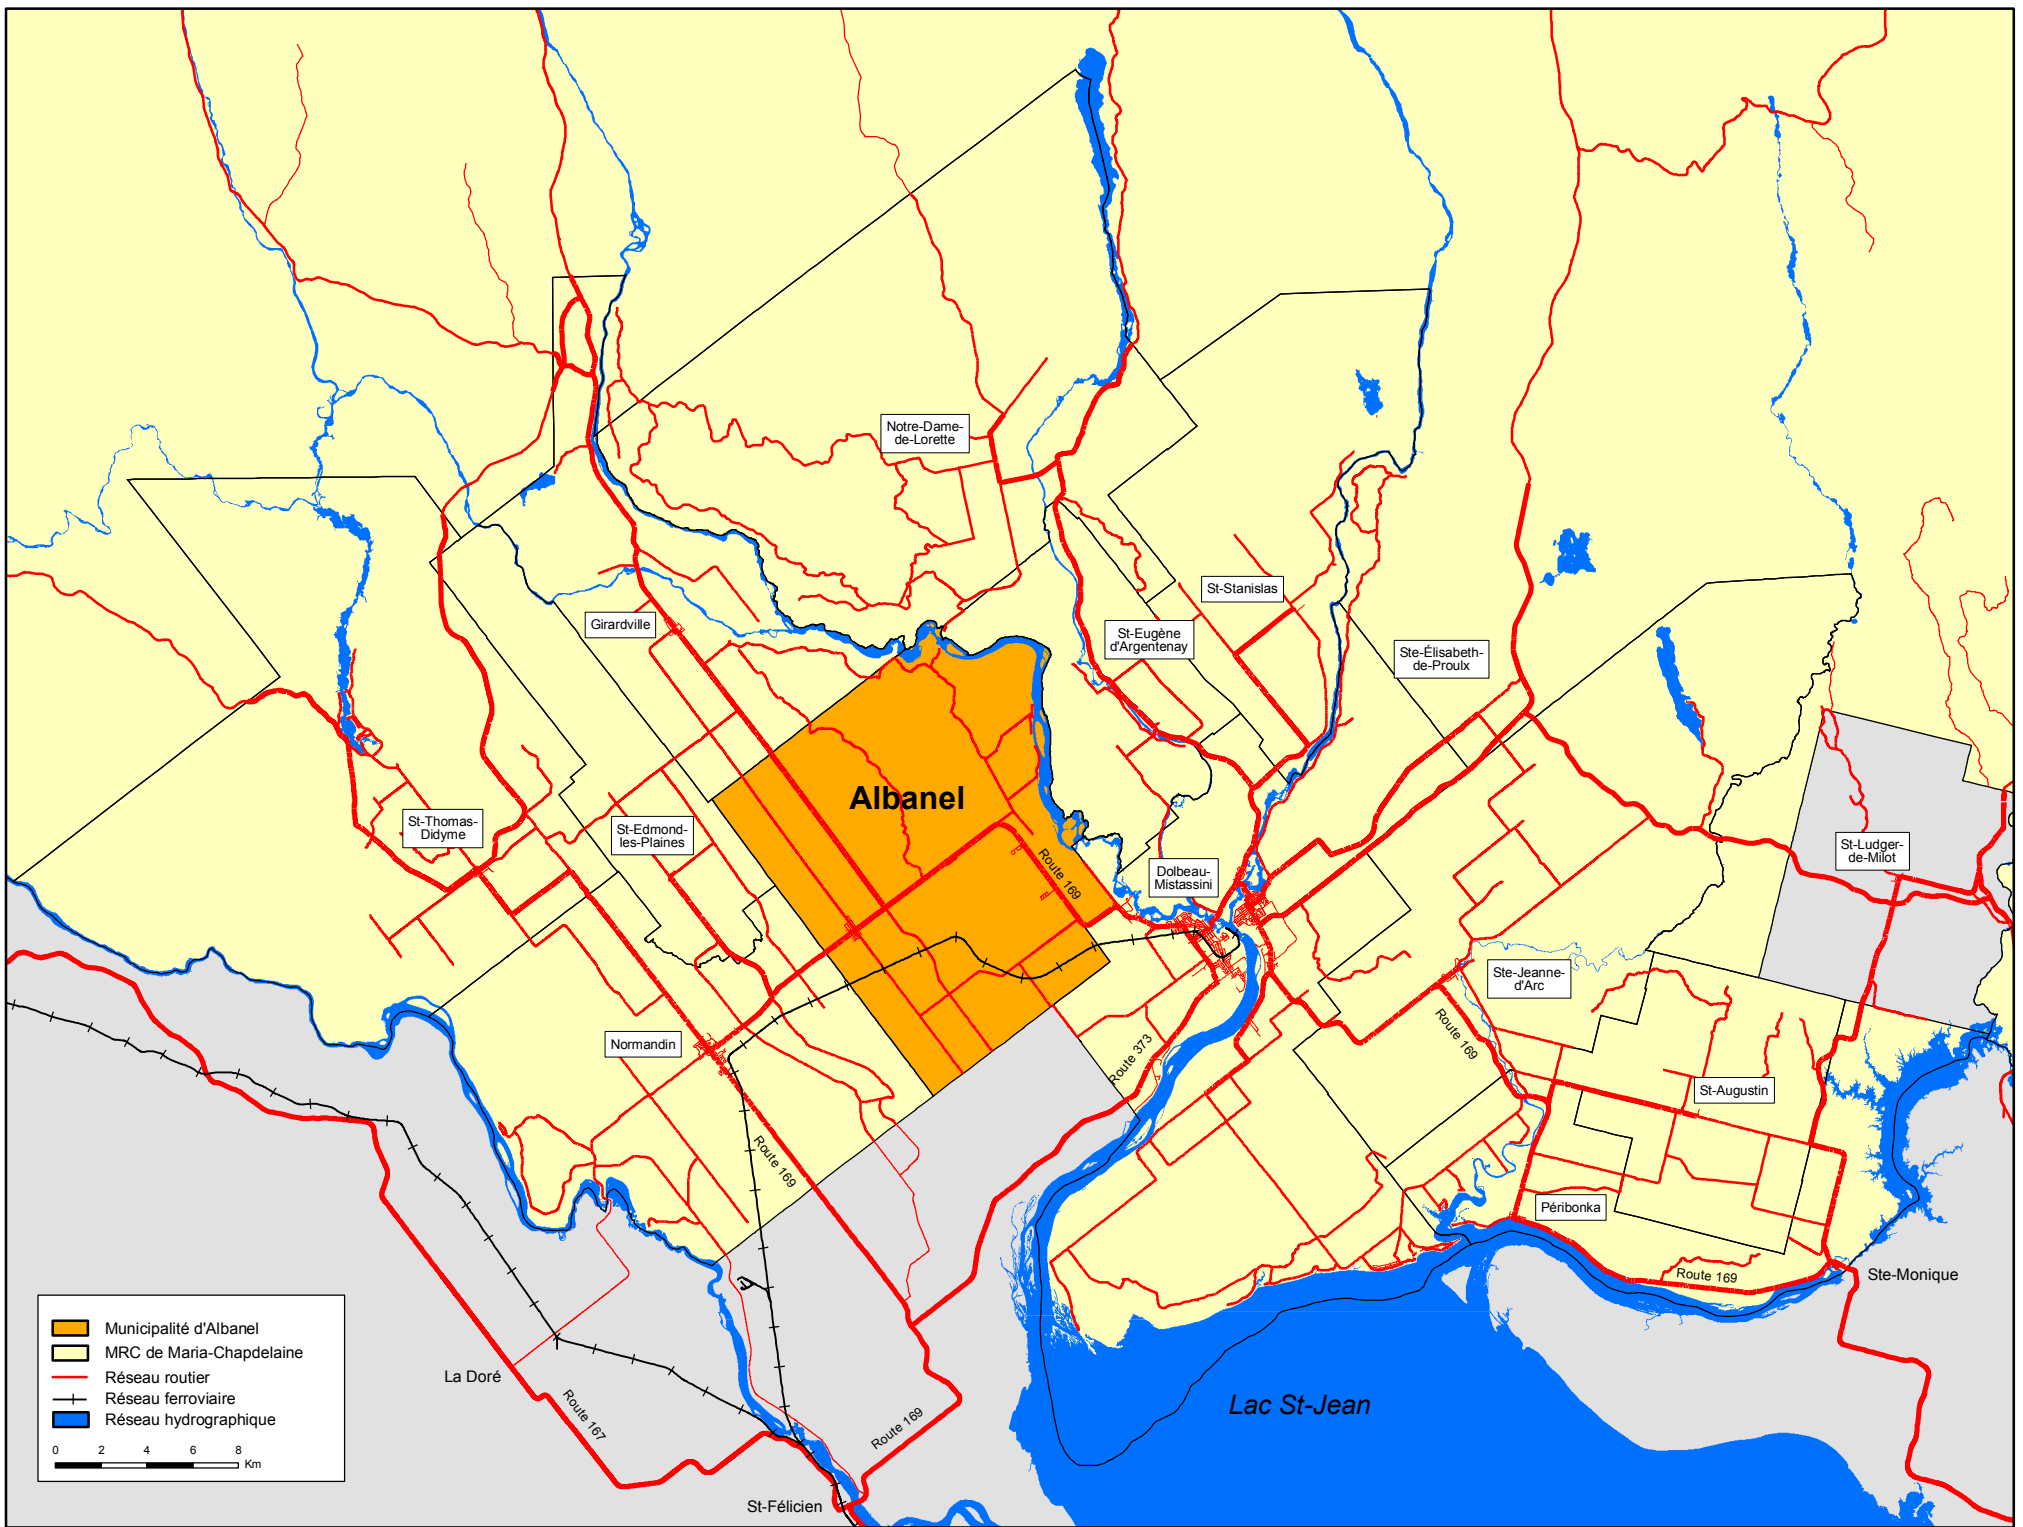 Notre-Dame-
de-Lorette
St-Stanislas
Girardville
St-Eugène
d'Argentenay
Ste-Élisabeth-
de-Proulx
Albanel
St-Thomas-
Didyme
St-Edmond-
les-Plaines
Route 169
Dolbeau-
Mistassini
St-Ludger-
de-Milot
Ste-Jeanne-
d'Arc
Normandin
Route 373
Route 169
St-Augustin
Route 169
Péribonka
Route 169
Ste-Monique
La Doré
Route 167
Route 169
Lac St-Jean
St-Félicien
Municipalité d'Albanel
MRC de Maria-Chapdelaine
Réseau routier
Réseau ferroviaire
Réseau hydrographique
0 2 4 6 8
Km